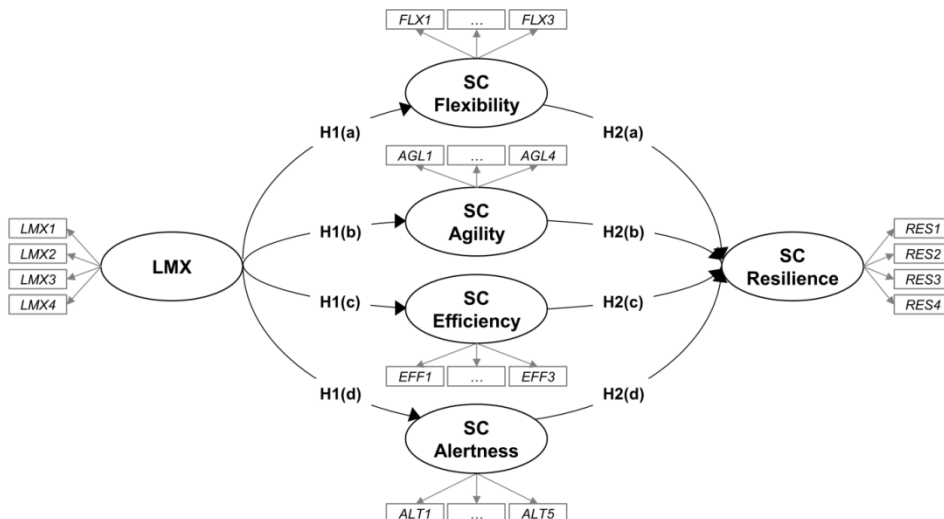 FLX1 … FLX3
SC
Flexibility
H1(a) H2(a)
AGL1 … AGL4
SC
Agility
H1(b) H2(b)
LMX1
LMX2
LMX3
LMX4
LMX
SC
Resilience
RES1
RES2
RES3
RES4
H1(c) H2(c)
SC
Efficiency
EFF1 … EFF3
H1(d) H2(d)
SC
Alertness
ALT1 … ALT5